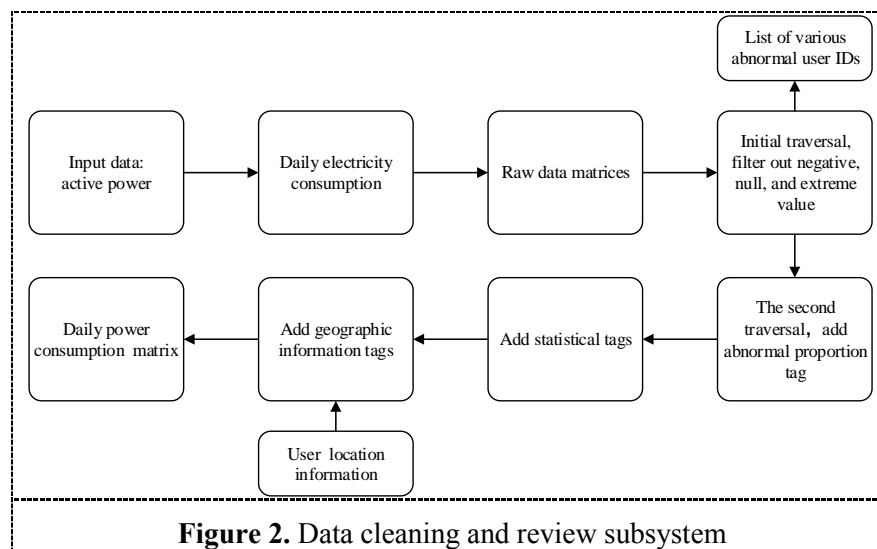 List of various
abnormal user IDs
Input data:
active power
Daily electricity
consumption
Raw data matrices
Initial traversal,
filter out negative,
null, and extreme
value
Daily power
consumption matrix
Add geographic
information tags
Add statistical tags
The second
traversal, add
abnormal proportion
tag
User location
information
Figure 2. Data cleaning and review subsystem